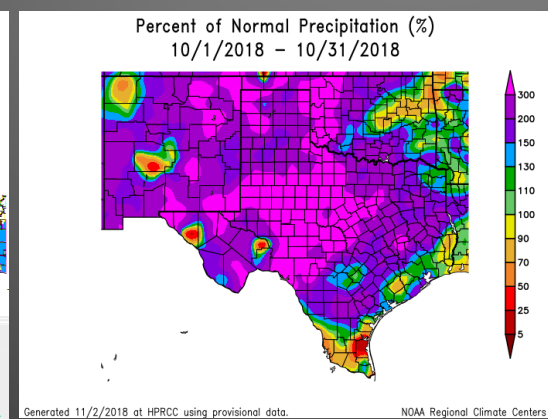 Percent of Normal Precipitation (%)
10/1/2018 – 10/31/2018
300
200
150
130
110
100
90
70
50
25
5
Generated 11/2/2018 at HPRCC using provisional data.
NOAA Regional Climate Centers